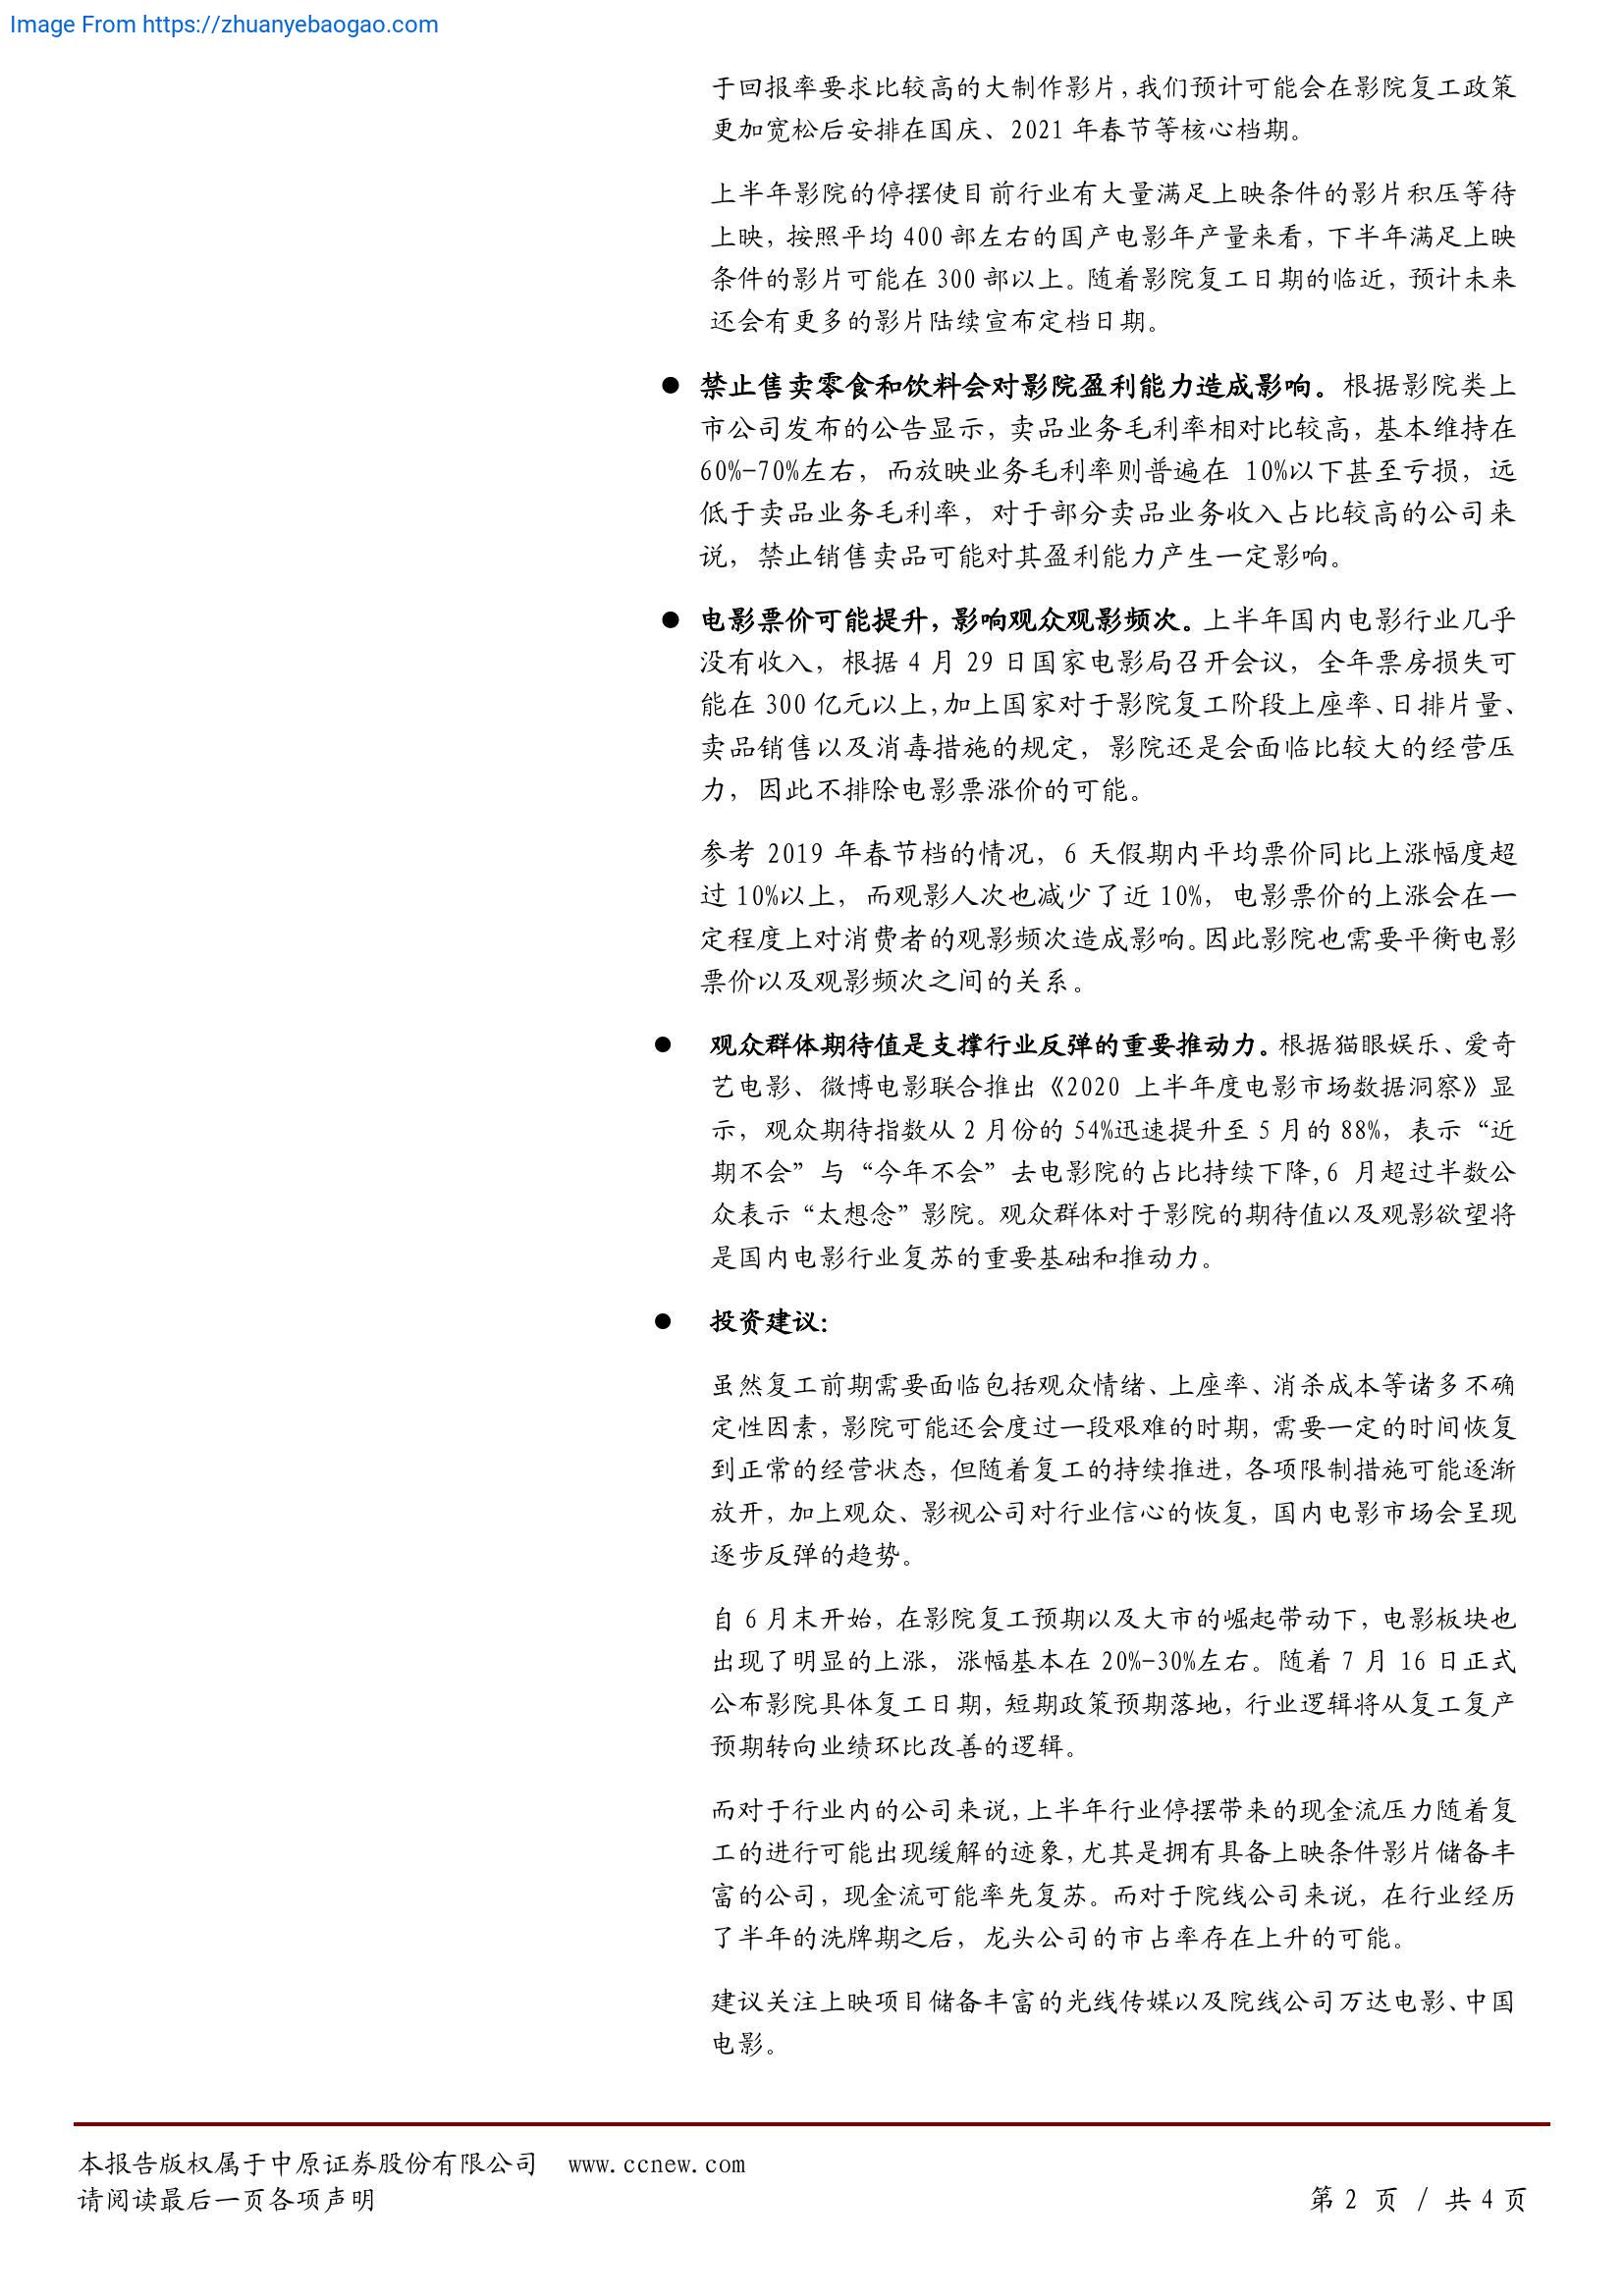 Image From https://zhuanyebaogao.com
于回报率要求比较高的大制作影片，我们预计可能会在影院复工政策
更加宽松后安排在国庆、2021 年春节等核心档期。
上半年影院的停摆使目前行业有大量满足上映条件的影片积压等待
上映，按照平均 400 部左右的国产电影年产量来看，下半年满足上映
条件的影片可能在 300 部以上。随着影院复工日期的临近，预计未来
还会有更多的影片陆续宣布定档日期。
● 禁止售卖零食和饮料会对影院盈利能力造成影响。根据影院类上
市公司发布的公告显示，卖品业务毛利率相对比较高，基本维持在
60%-70%左右，而放映业务毛利率则普遍在 10%以下甚至亏损，远
低于卖品业务毛利率，对于部分卖品业务收入占比较高的公司来
说，禁止销售卖品可能对其盈利能力产生一定影响。
● 电影票价可能提升，影响观众观影频次。上半年国内电影行业几乎
没有收入，根据 4 月 29 日国家电影局召开会议，全年票房损失可
能在 300 亿元以上，加上国家对于影院复工阶段上座率、日排片量、
卖品销售以及消毒措施的规定，影院还是会面临比较大的经营压
力，因此不排除电影票涨价的可能。
参考 2019 年春节档的情况，6 天假期内平均票价同比上涨幅度超
过 10%以上，而观影人次也减少了近 10%，电影票价的上涨会在一
定程度上对消费者的观影频次造成影响。因此影院也需要平衡电影
票价以及观影频次之间的关系。
● 观众群体期待值是支撑行业反弹的重要推动力。根据猫眼娱乐、爱奇
艺电影、微博电影联合推出《2020 上半年度电影市场数据洞察》显
示，观众期待指数从 2 月份的 54%迅速提升至 5 月的 88%，表示“近
期不会”与“今年不会”去电影院的占比持续下降，6 月超过半数公
众表示“太想念”影院。观众群体对于影院的期待值以及观影欲望将
是国内电影行业复苏的重要基础和推动力。
● 投资建议：
虽然复工前期需要面临包括观众情绪、上座率、消杀成本等诸多不确
定性因素，影院可能还会度过一段艰难的时期，需要一定的时间恢复
到正常的经营状态，但随着复工的持续推进，各项限制措施可能逐渐
放开，加上观众、影视公司对行业信心的恢复，国内电影市场会呈现
逐步反弹的趋势。
自 6 月末开始，在影院复工预期以及大市的崛起带动下，电影板块也
出现了明显的上涨，涨幅基本在 20%-30%左右。随着 7 月 16 日正式
公布影院具体复工日期，短期政策预期落地，行业逻辑将从复工复产
预期转向业绩环比改善的逻辑。
而对于行业内的公司来说，上半年行业停摆带来的现金流压力随着复
工的进行可能出现缓解的迹象，尤其是拥有具备上映条件影片储备丰
富的公司，现金流可能率先复苏。而对于院线公司来说，在行业经历
了半年的洗牌期之后，龙头公司的市占率存在上升的可能。
建议关注上映项目储备丰富的光线传媒以及院线公司万达电影、中国
电影。
本报告版权属于中原证券股份有限公司 www.ccnew.com
请阅读最后一页各项声明
第 2 页 / 共 4 页